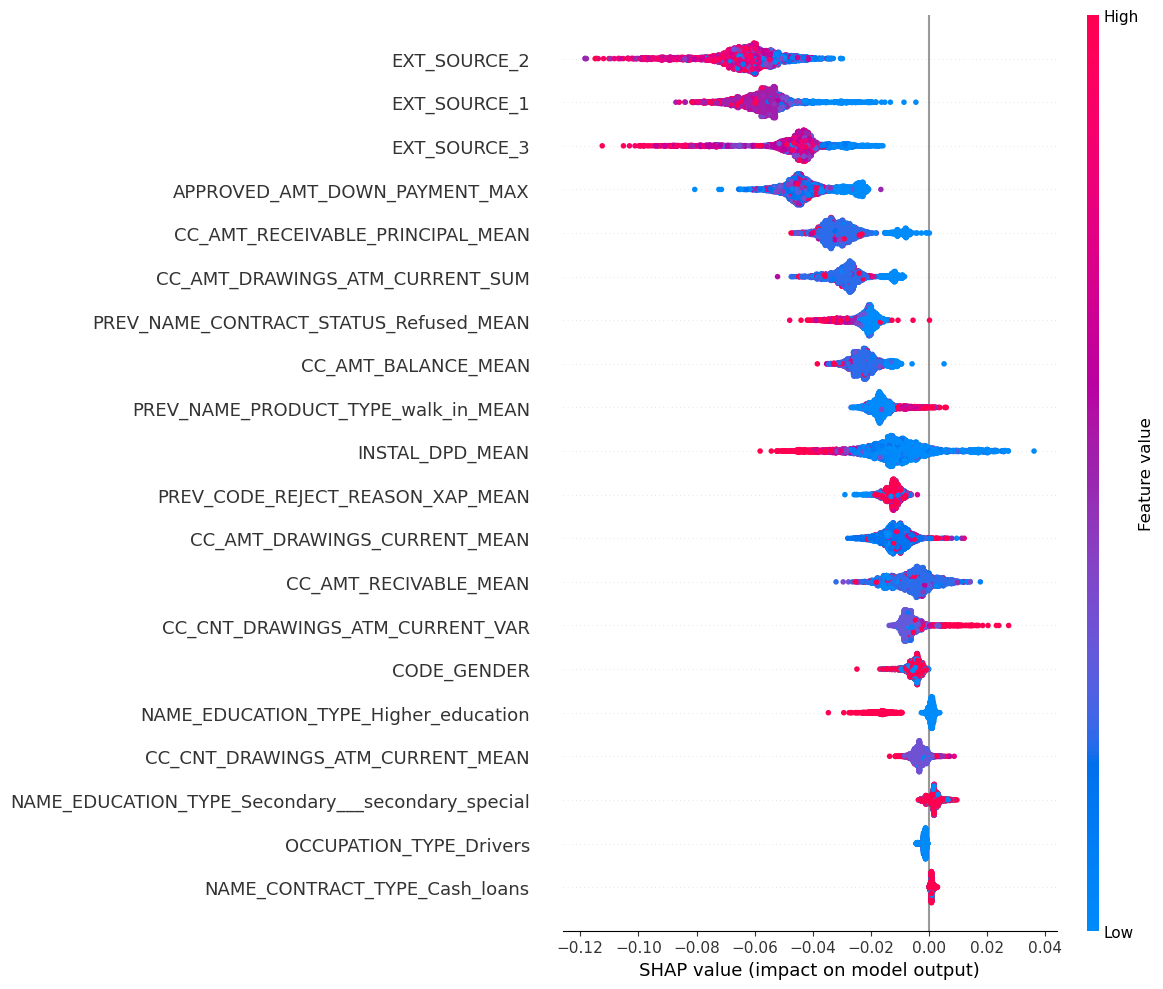 High
EXT_SOURCE_2
EXT_SOURCE_1
EXT_SOURCE_3
APPROVED_AMT_DOWN_PAYMENT_MAX
CC_AMT_RECEIVABLE_PRINCIPAL_MEAN
CC_AMT_DRAWINGS_ATM_CURRENT_SUM
PREV_NAME_CONTRACT_STATUS_Refused_MEAN
CC_AMT_BALANCE_MEAN
PREV_NAME_PRODUCT_TYPE_walk_in_MEAN
INSTAL_DPD_MEAN
PREV_CODE_REJECT_REASON_XAP_MEAN
CC_AMT_DRAWINGS_CURRENT_MEAN
CC_AMT_RECIVABLE_MEAN
CC_CNT_DRAWINGS_ATM_CURRENT_VAR
CODE_GENDER
NAME_EDUCATION_TYPE_Higher_education
CC_CNT_DRAWINGS_ATM_CURRENT_MEAN
NAME_EDUCATION_TYPE_Secondary___secondary_special
OCCUPATION_TYPE_Drivers
NAME_CONTRACT_TYPE_Cash_loans
Feature value
Low
−0.12 −0.10 −0.08 −0.06 −0.04 −0.02 0.00 0.02 0.04
SHAP value (impact on model output)